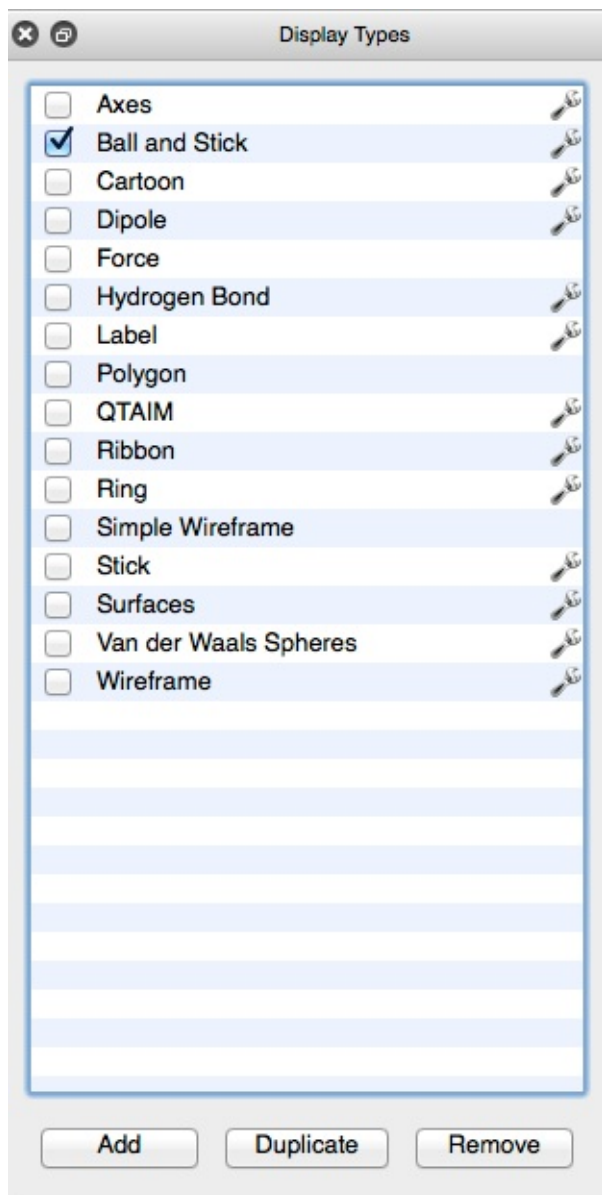 Display Types
Axes
Ball and Stick
Cartoon
Dipole
Force
Hydrogen Bond
Label
Polygon
QTAIM
Ribbon
Ring
Simple Wireframe
Stick
Surfaces
Van der Waals Spheres
Wireframe
Add Duplicate Remove